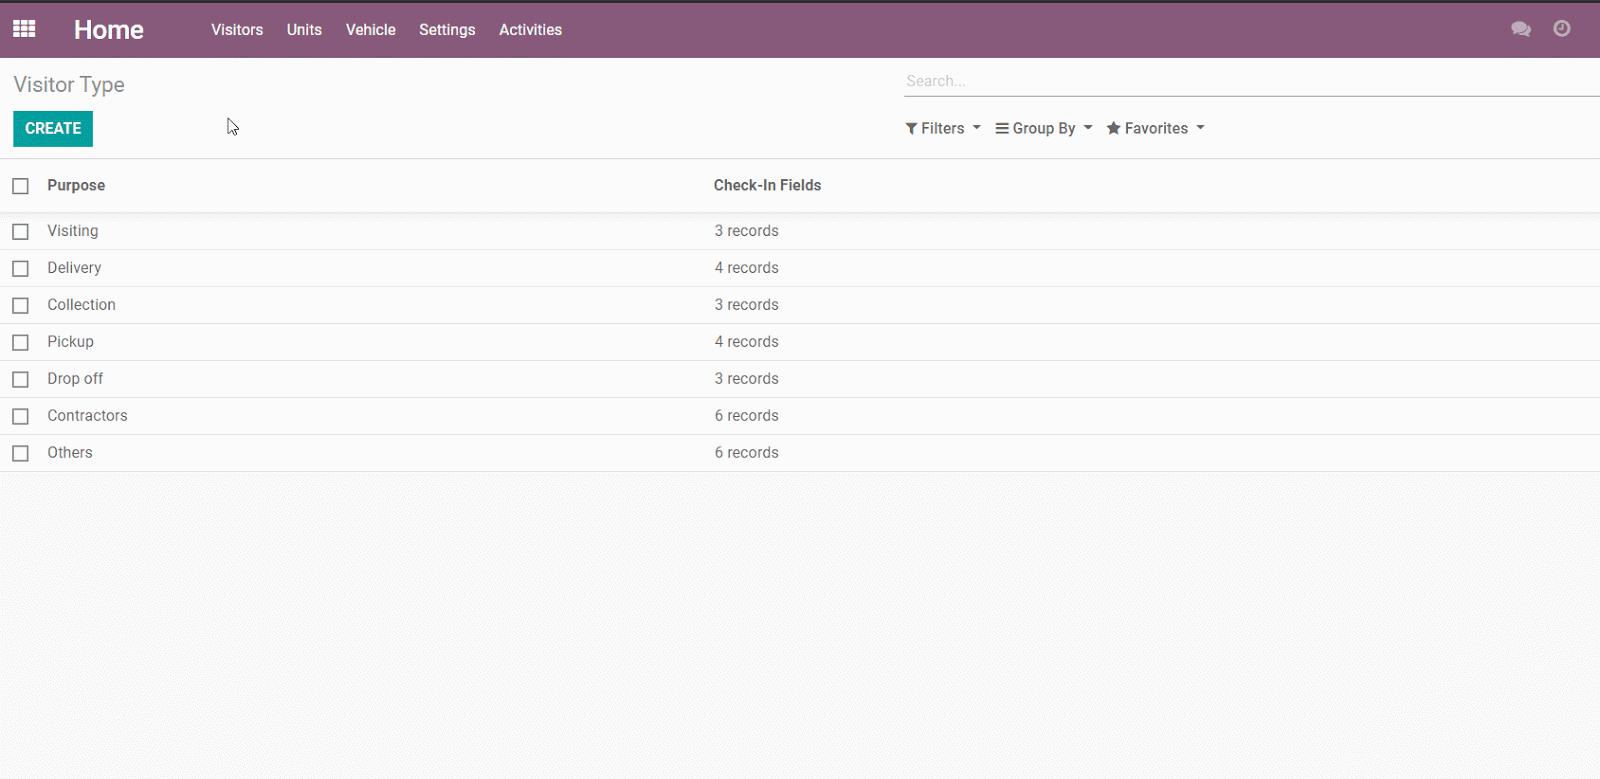 Home Visitors Units Vehicle Settings Activities
Visitor Type
Search...
CREATE
Filters Group By Favorites
Purpose Check-In Fields
Visiting 3 records
Delivery 4 records
Collection 3 records
Pickup 4 records
Drop off 3 records
Contractors 6 records
Others 6 records